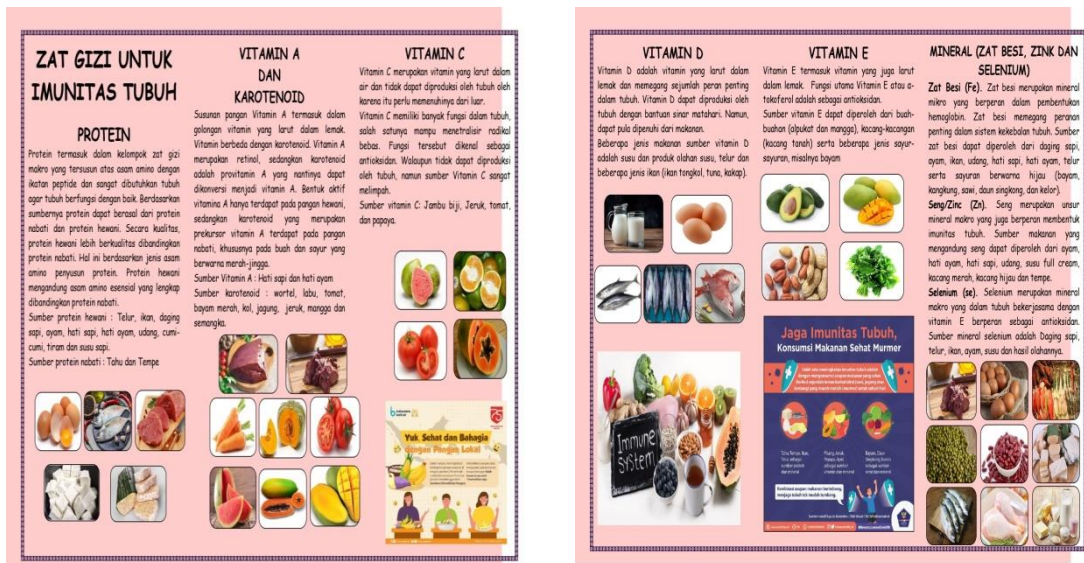 ZAT GIZI UNTUK
IMUNITAS TUBUH
PROTEIN
Protein termasuk dalam kelompok zat gizi
makro yang tersusun atas asam amino dengan
ikatan peptide dan sangat dibutuhkan tubuh
agar tubuh berfungsi dengan baik. Berdasarkan
sumbernya protein dapat berasal dari protein
nabati dan protein hewani. Secara kualitas,
protein hewani lebih berkualitas dibandingkan
protein nabati. Hal ini berdasarkan jenis asam
amino penyusun protein. Protein hewani
mengandung asam amino esensial yang lengkap
dibandingkan protein nabati.
Sumber protein hewani : Telur, ikan, daging
sapi, ayam, hati sapi, hati ayam, udang, cumi-
cumi, tiram dan susu sapi.
Sumber protein nabati : Tahu dan Tempe
VITAMIN A
DAN
KAROTENOID
Susunan pangan Vitamin A termasuk dalam
golongan vitamin yang larut dalam lemak.
Vitamin berbeda dengan karotenoid. Vitamin A
merupakan retinol, sedangkan karotenoid
adalah provitamin A yang nantinya dapat
dikonversi menjadi vitamin A. Bentuk aktif
vitamina A hanya terdapat pada pangan hewani,
sedangkan karotenoid yang merupakan
prekursor vitamin A terdapat pada pangan
nabati, khususnya pada buah dan sayur yang
berwarna merah-jingga.
Sumber Vitamin A : Hati sapi dan hati ayam
Sumber karotenoid : wortel, labu, tomat,
bayam merah, kol, jagung, jeruk, mangga dan
semangka.
VITAMIN C
Vitamin C merupakan vitamin yang larut dalam
air dan tidak dapat diproduksi oleh tubuh oleh
karena itu perlu memenuhinya dari luar.
Vitamin C memiliki banyak fungsi dalam tubuh,
salah satunya mampu menetralisir radikal
bebas. Fungsi tersebut dikenal sebagai
antioksidan. Walaupun tidak dapat diproduksi
oleh tubuh, namun sumber Vitamin C sangat
melimpah.
Sumber vitamin C: Jambu biji, Jeruk, tomat,
dan papaya.
Yuk, Sehat dan Bahagia
dengan Pangan Lokal
VITAMIN D
Vitamin D adalah vitamin yang larut dalam
lemak dan memegang sejumlah peran penting
dalam tubuh. Vitamin D dapat diproduksi oleh
tubuh dengan bantuan sinar matahari. Namun,
dapat pula dipenuhi dari makanan.
Beberapa jenis makanan sumber vitamin D
adalah susu dan produk olahan susu, telur dan
beberapa jenis ikan (ikan tongkol, tuna, kakap).
Immune
System
VITAMIN E
Vitamin E termasuk vitamin yang juga larut
dalam lemak. Fungsi utama Vitamin E atau a-
tokoferol adalah sebagai antioksidan.
Sumber vitamin E dapat diperoleh dari buah-
buahan (alpukat dan mangga), kacang-kacangan
(kacang tanah) serta beberapa jenis sayur-
sayuran, misalnya bayam
Jaga Imunitas Tubuh,
Konsumsi Makanan Sehat Murmer
MINERAL (ZAT BESI, ZINK DAN
SELENIUM)
Zat Besi (Fe). Zat besi merupakan mineral
mikro yang berperan dalam pembentukan
hemoglobin. Zat besi memegang peranan
penting dalam sistem kekebalan tubuh. Sumber
zat besi dapat diperoleh dari daging sapi,
ayam, ikan, udang, hati sapi, hati ayam, telur
serta sayuran berwarna hijau (bayam,
kangkung, sawi, daun singkong, dan kelor).
Seng/Zinc (Zn). Seng merupakan unsur
mineral makro yang juga berperan membentuk
imunitas tubuh. Sumber makanan yang
mengandung seng dapat diperoleh dari ayam,
hati ayam, hati sapi, udang, susu full cream,
kacang merah, kacang hijau dan tempe.
Selenium (se). Selenium merupakan mineral
makro yang dalam tubuh bekerjasama dengan
vitamin E berperan sebagai antioksidan.
Sumber mineral selenium adalah Daging sapi,
telur, ikan, ayam, susu dan hasil olahannya.